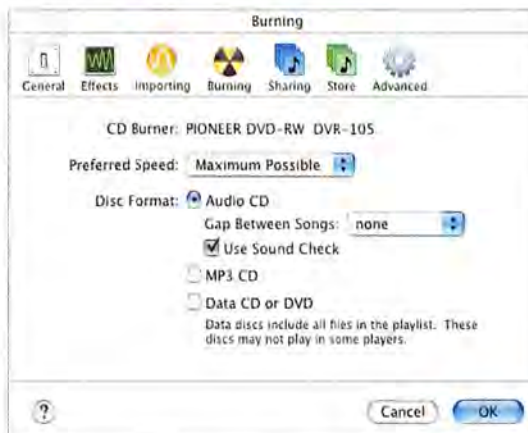 Burning
General Effects Importing Burning Sharing Store Advanced
CD Burner: PIONEER DVD-RW DVR-105
Preferred Speed: Maximum Possible
Disc Format: Audio CD
Gap Between Songs: none
Use Sound Check
MP3 CD
Data CD or DVD
Data discs include all files in the playlist. These
discs may not play in some players.
? Cancel OK